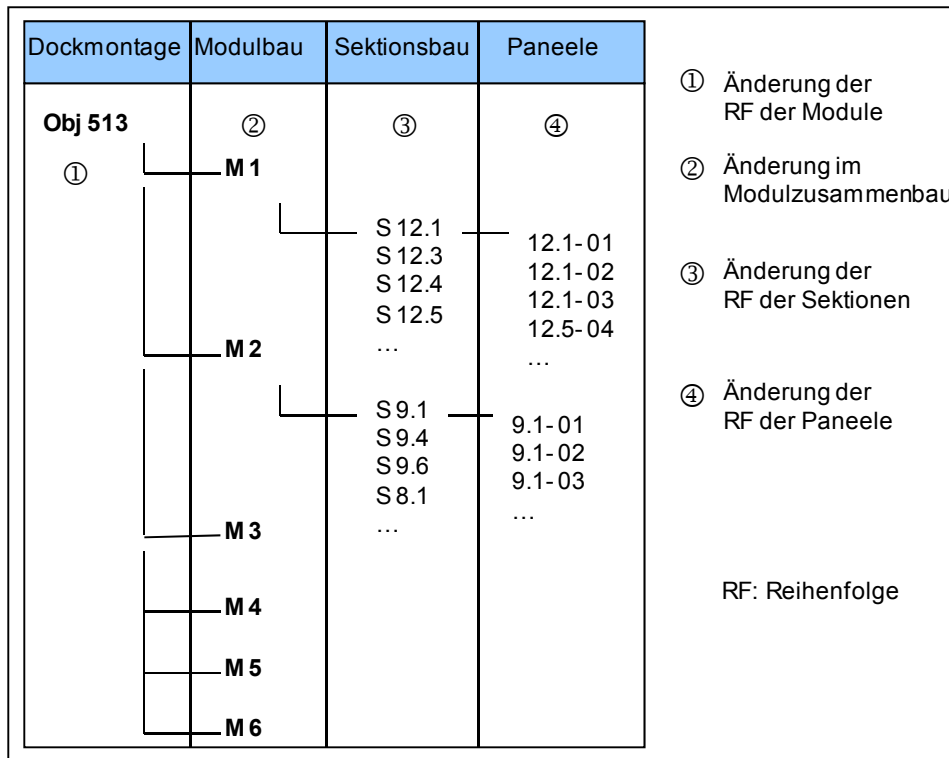 Dockmontage Modulbau Sektionsbau Paneele
Obj 513 ② ③ ④
① M 1
S 12.1 12.1-01
S 12.3 12.1-02
S 12.4 12.1-03
S 12.5 12.5-04
… …
M 2
S 9.1 9.1-01
S 9.4 9.1-02
S 9.6 9.1-03
S 8.1 …
…
M 3
M 4
M 5
M 6
① Änderung der
RF der Module
② Änderung im
Modulzusammenbau
③ Änderung der
RF der Sektionen
④ Änderung der
RF der Paneele
RF: Reihenfolge